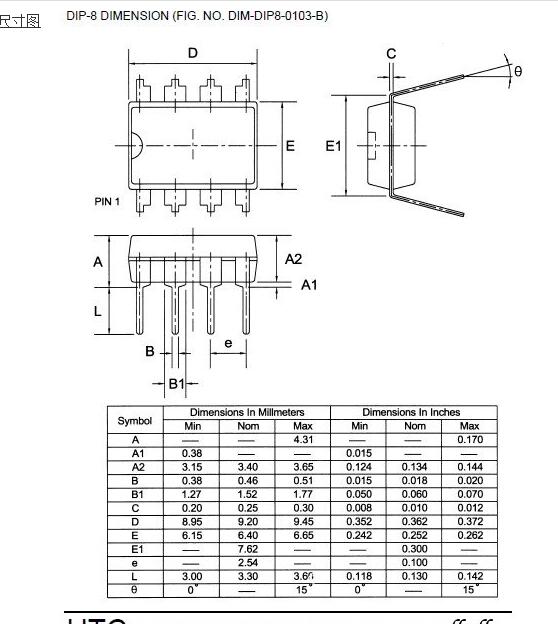 尺寸图
DIP-8 DIMENSION (FIG. NO. DIM-DIP8-0103-B)
D
C
θ
E
E1
PIN 1
A
A2
A1
L
B
e
B1
Symbol Dimensions In Millmeters Dimensions In Inches
Min Nom Max Min Nom Max
A — — 4.31 — — 0.170
A1 0.38 — — 0.015 — —
A2 3.15 3.40 3.65 0.124 0.134 0.144
B 0.38 0.46 0.51 0.015 0.018 0.020
B1 1.27 1.52 1.77 0.050 0.060 0.070
C 0.20 0.25 0.30 0.008 0.010 0.012
D 8.95 9.20 9.45 0.352 0.362 0.372
E 6.15 6.40 6.65 0.242 0.252 0.262
E1 — 7.62 — — 0.300 —
e — 2.54 — — 0.100 —
L 3.00 3.30 3.60 0.118 0.130 0.142
θ 0° — 15° 0° — 15°